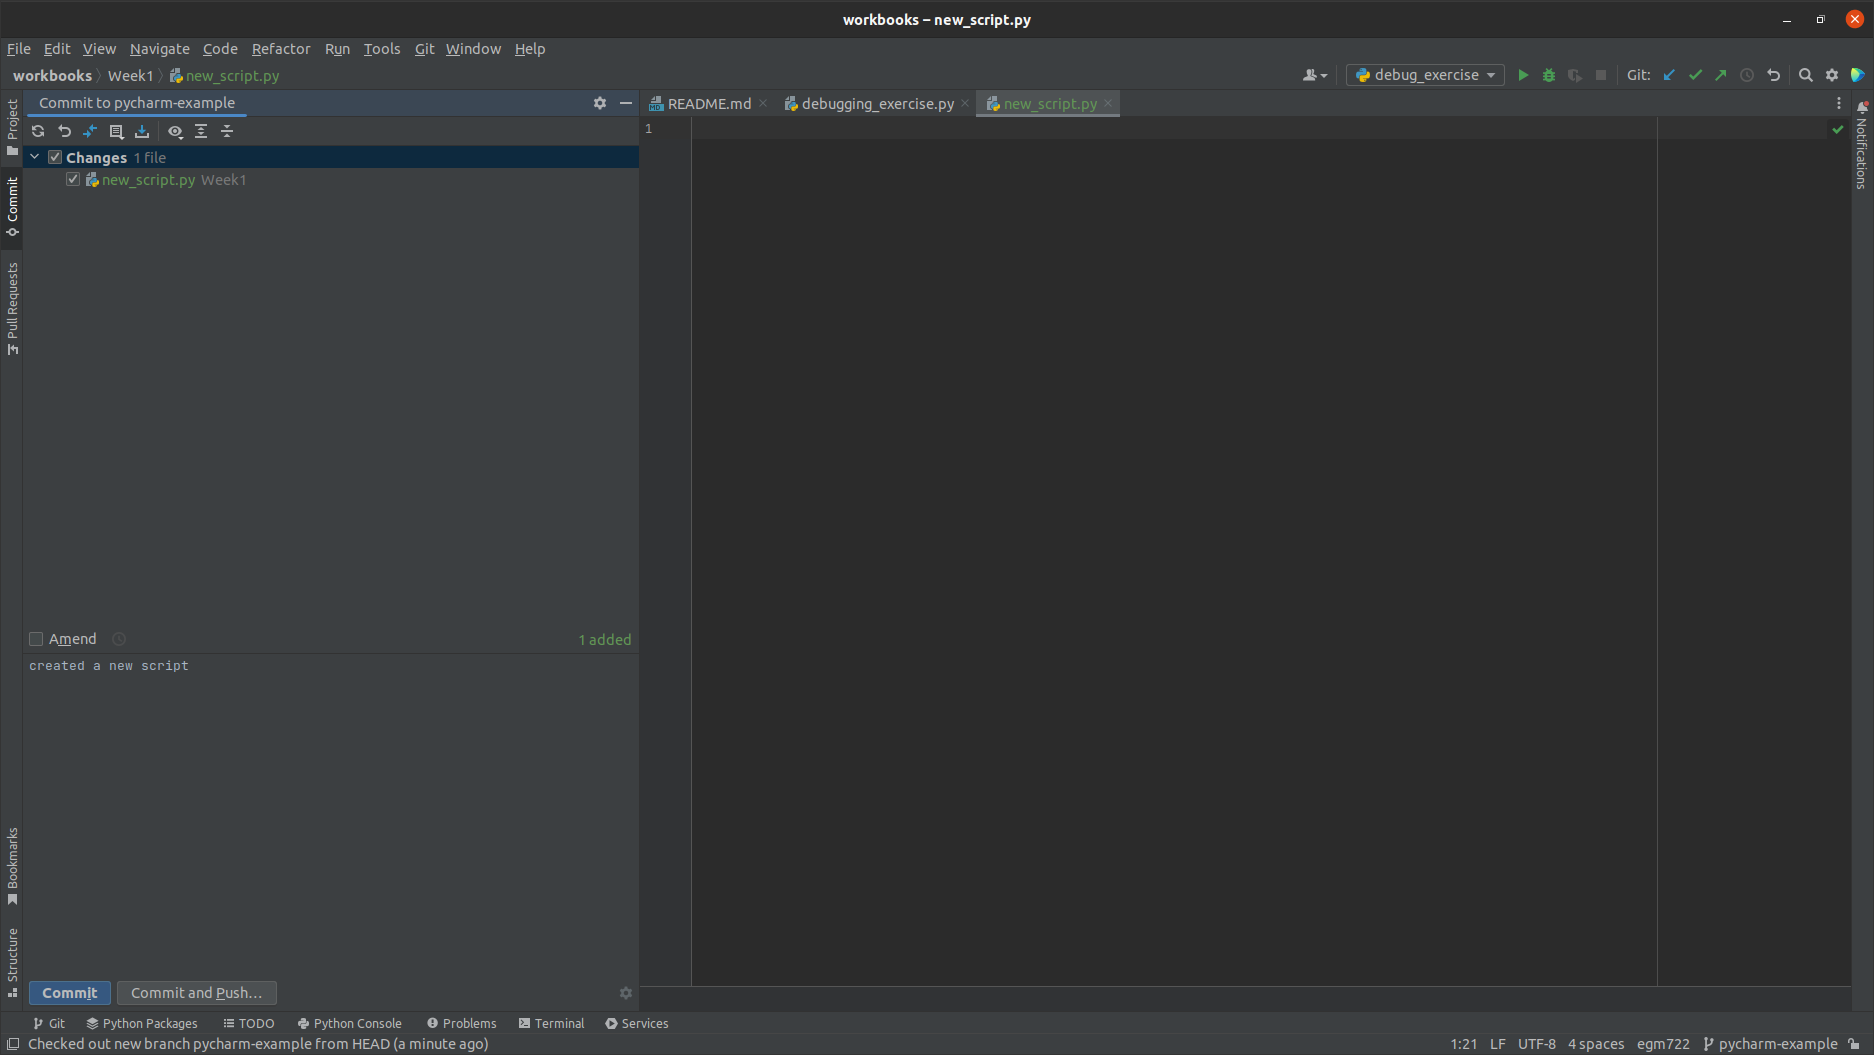 workbooks – new_script.py
File Edit View Navigate Code Refactor Run Tools Git Window Help
workbooks Week1 new_script.py
debug_exercise Git:
Commit to pycharm-example
README.md debugging_exercise.py new_script.py
1
Changes 1 file
new_script.py Week1
Project
Commit
Pull Requests
Bookmarks
Structure
Notifications
Amend 1 added
created a new script
Commit Commit and Push...
Git Python Packages TODO Python Console Problems Terminal Services
Checked out new branch pycharm-example from HEAD (a minute ago) 1:21 LF UTF-8 4 spaces egm722 pycharm-example